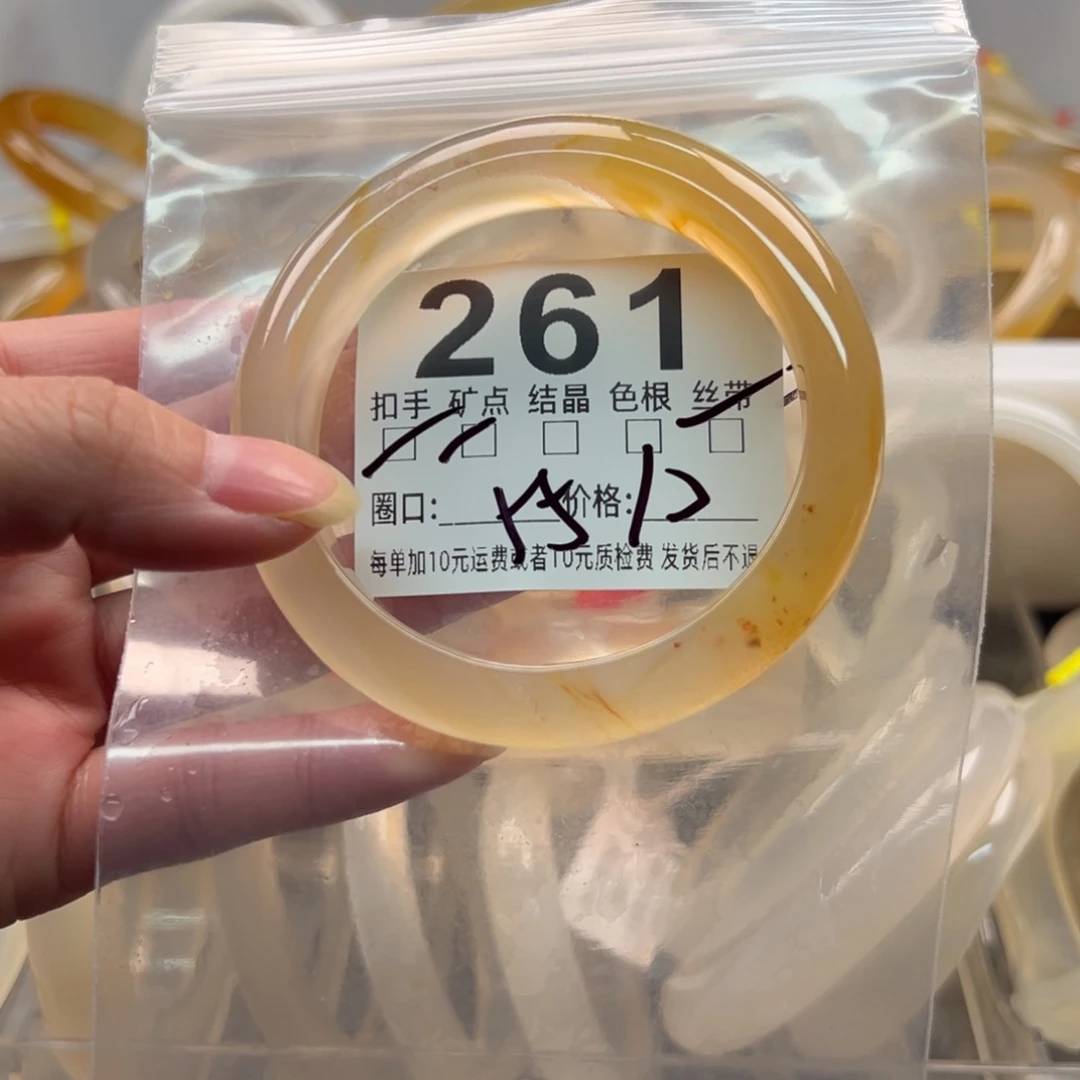 261
扣手 矿点 结晶 色根 丝带
圈口: 价格:
每单加10元运费或者10元质检费 发货后不退